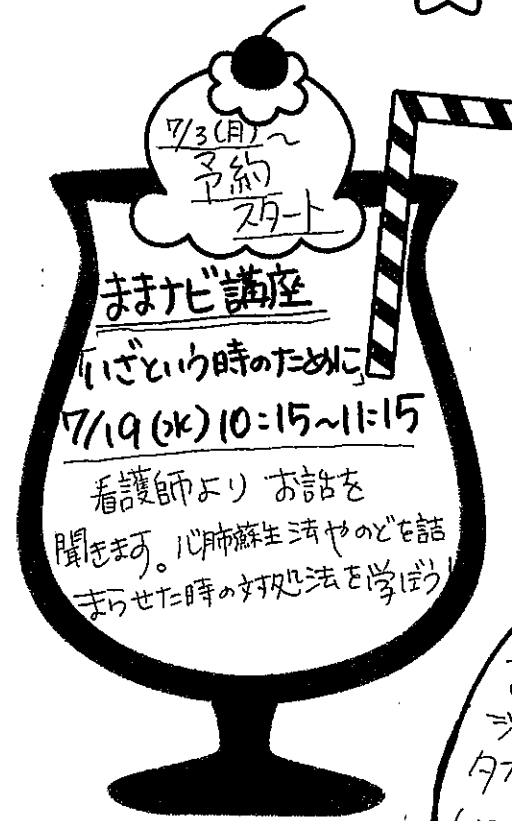 7/3(月)～
予約
スタート
ままナビ講座
「いざという時のために」
7/19(水)10:15～11:15
看護師より お話を
聞きます。心肺蘇生法やのどを詰
まらせた時の対処法を学ぼう!